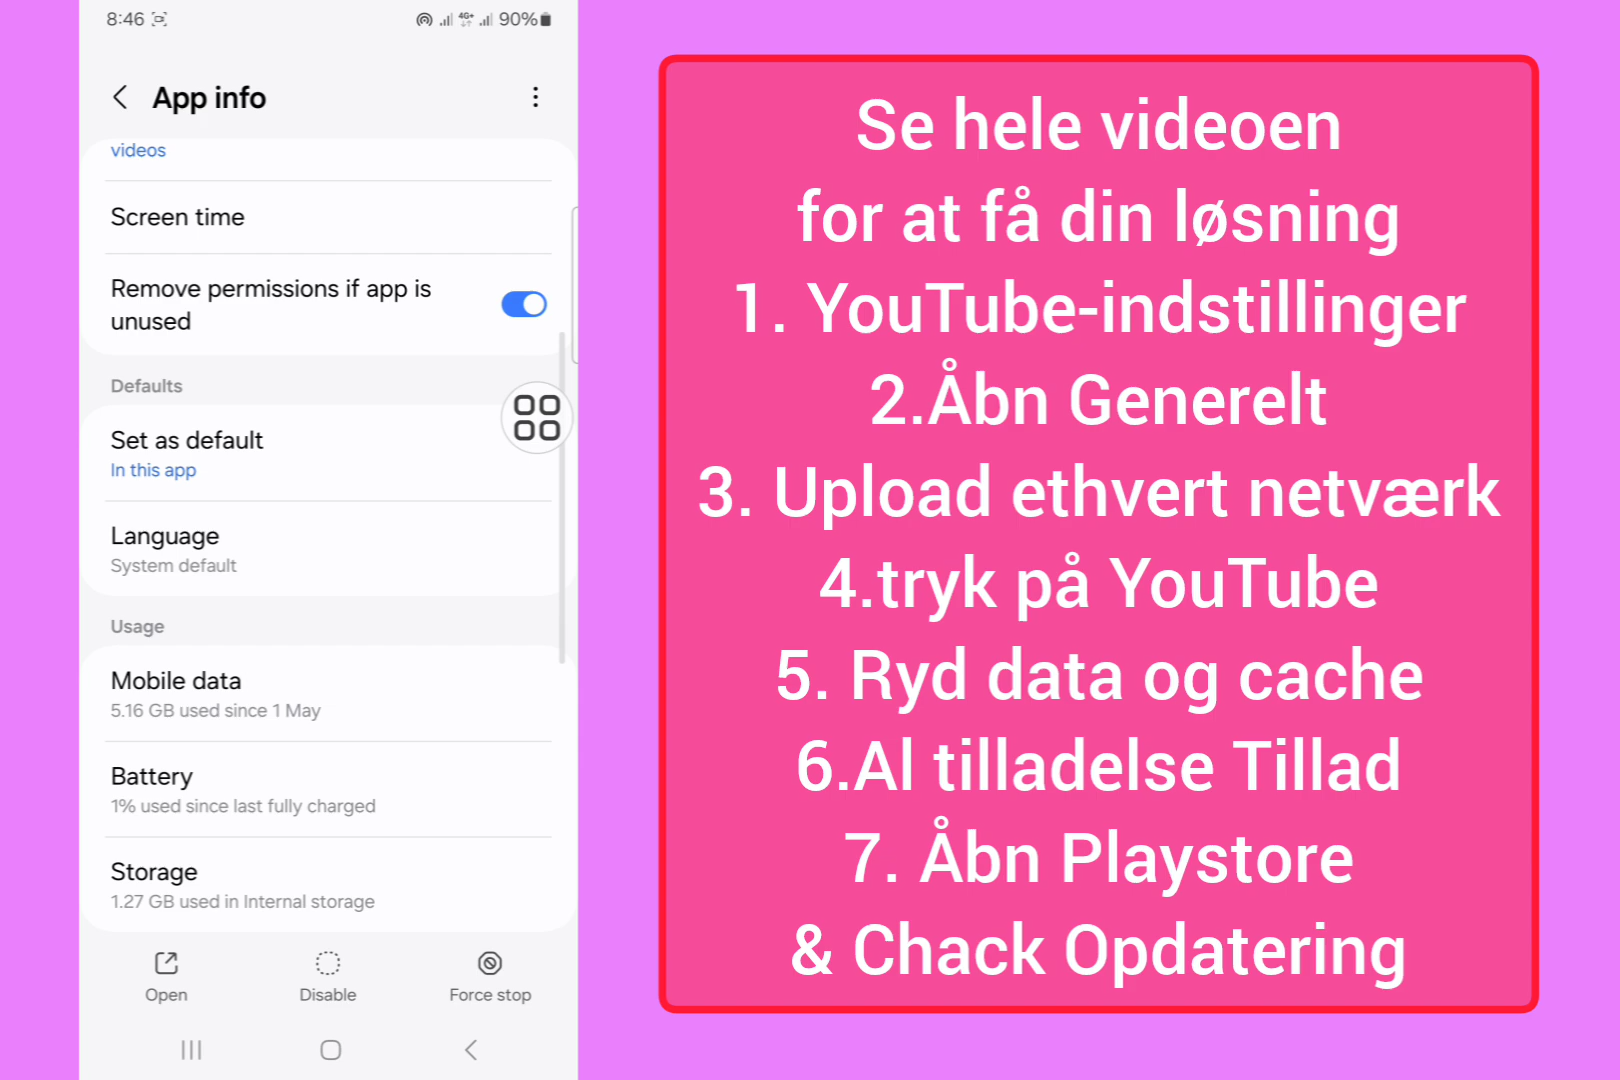 8:46
4G+
90%
App info
videos
Screen time
Remove permissions if app is
unused
Defaults
Set as default
In this app
Language
System default
Usage
Mobile data
5.16 GB used since 1 May
Battery
1% used since last fully charged
Storage
1.27 GB used in Internal storage
Open
Disable
Force stop
Se hele videoen
for at få din løsning
1. YouTube-indstillinger
2.Åbn Generelt
3. Upload ethvert netværk
4.tryk på YouTube
5. Ryd data og cache
6.Al tilladelse Tillad
7. Åbn Playstore
& Chack Opdatering